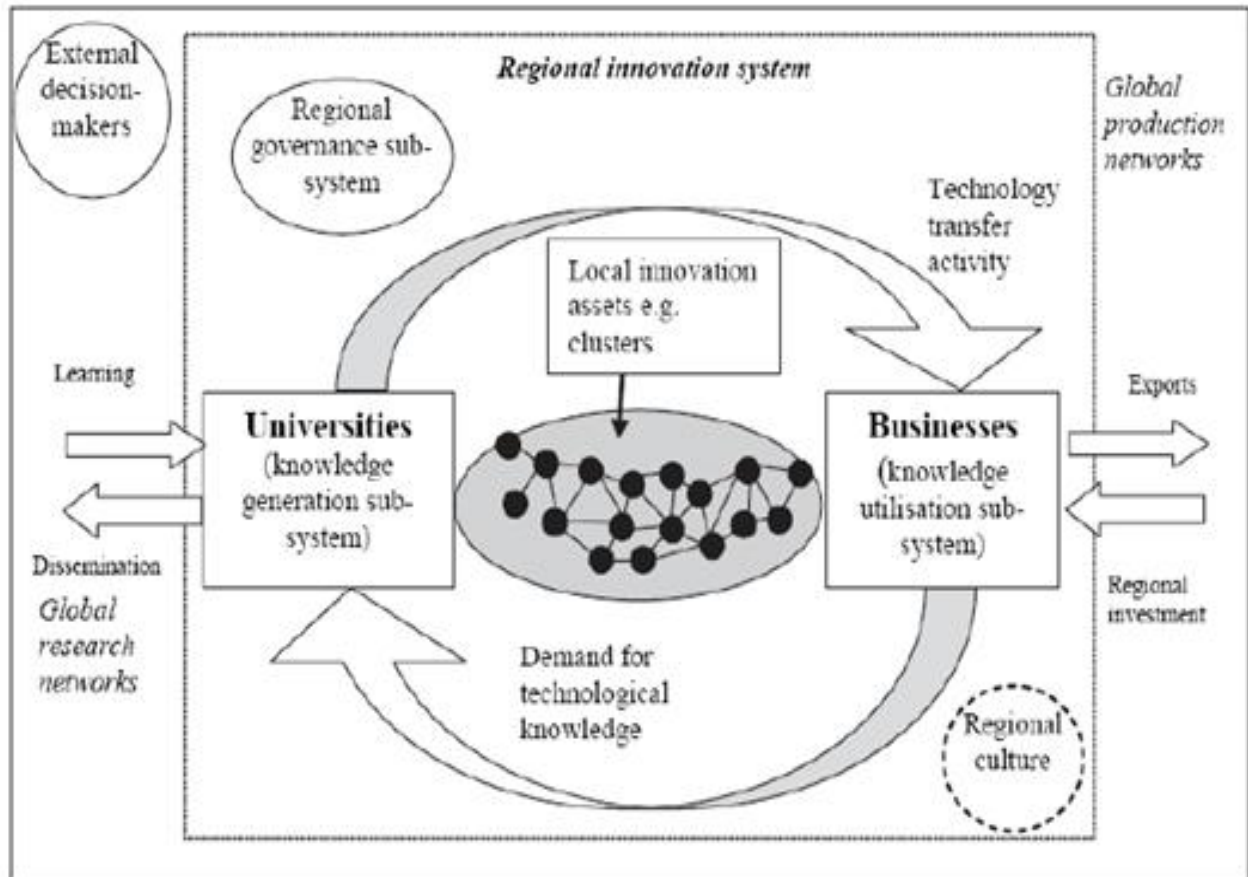 External
decision-
makers
Regional innovation system
Regional
governance sub-
system
Global
production
networks
Technology
transfer
activity
Local innovation
assets e.g.
clusters
Learning
Universities
(knowledge
generation sub-
system)
Businesses
(knowledge
utilisation sub-
system)
Exports
Dissemination
Global
research
networks
Regional
investment
Demand for
technological
knowledge
Regional
culture